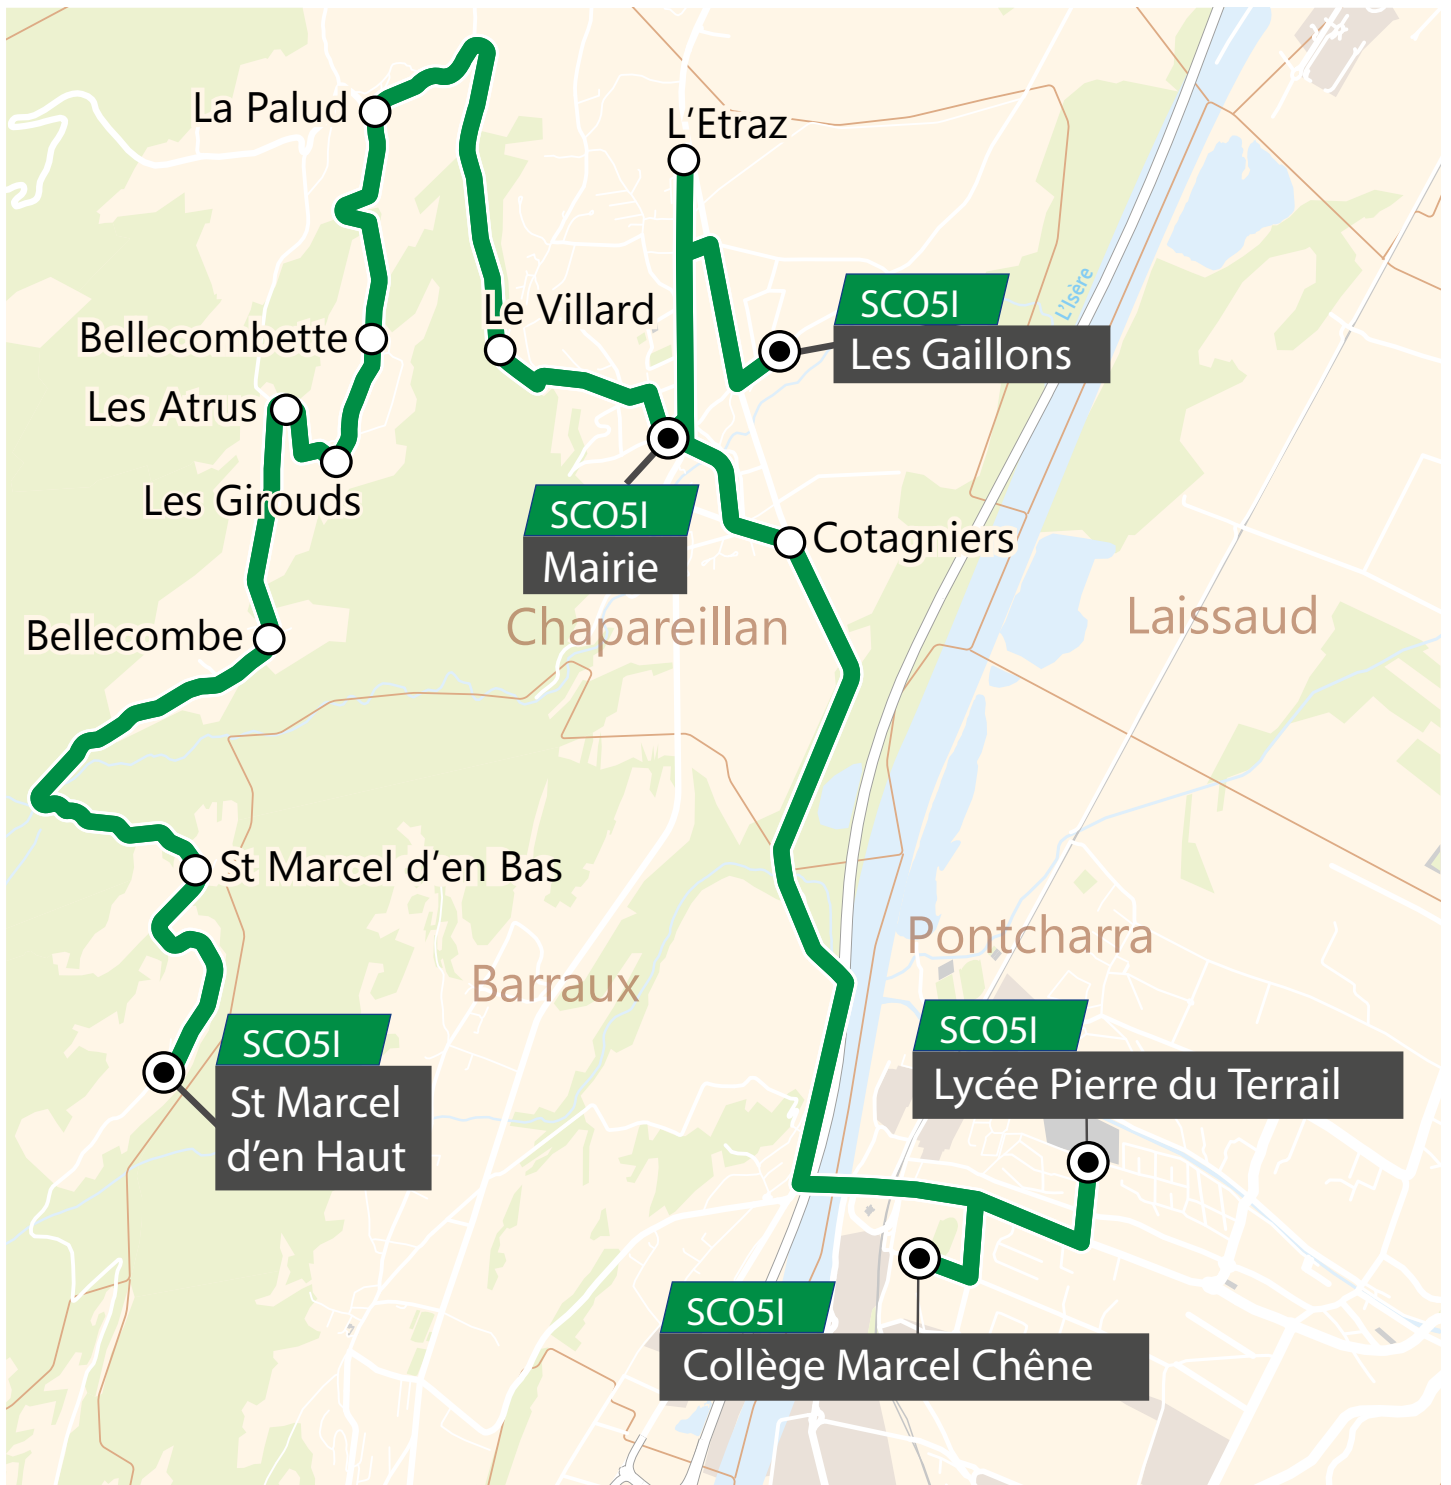 La Palud
L'Etraz
L'Isère
SCO5I
Les Gaillons
Le Villard
Bellecombette
Les Atrus
Les Girouds
SCO5I
Mairie
Cotagniers
Chapareillan
Laissaud
Bellecombe
St Marcel d'en Bas
Pontcharra
Barraux
SCO5I
St Marcel
d'en Haut
SCO5I
Lycée Pierre du Terrail
SCO5I
Collège Marcel Chêne